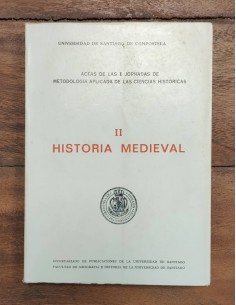 UNIVERSIDAD DE SANTIAGO DE COMPOSTELA
ACTAS DE LAS I JORNADAS DE
METODOLOGIA APLICADA DE LAS CIENCIAS HISTORICAS
II
HISTORIA MEDIEVAL
SECRETARIADO DE PUBLICACIONES DE LA UNIVERSIDAD DE SANTIAGO
FACULTAD DE GEOGRAFIA E HISTORIA DE LA UNIVERSIDAD DE SANTIAGO